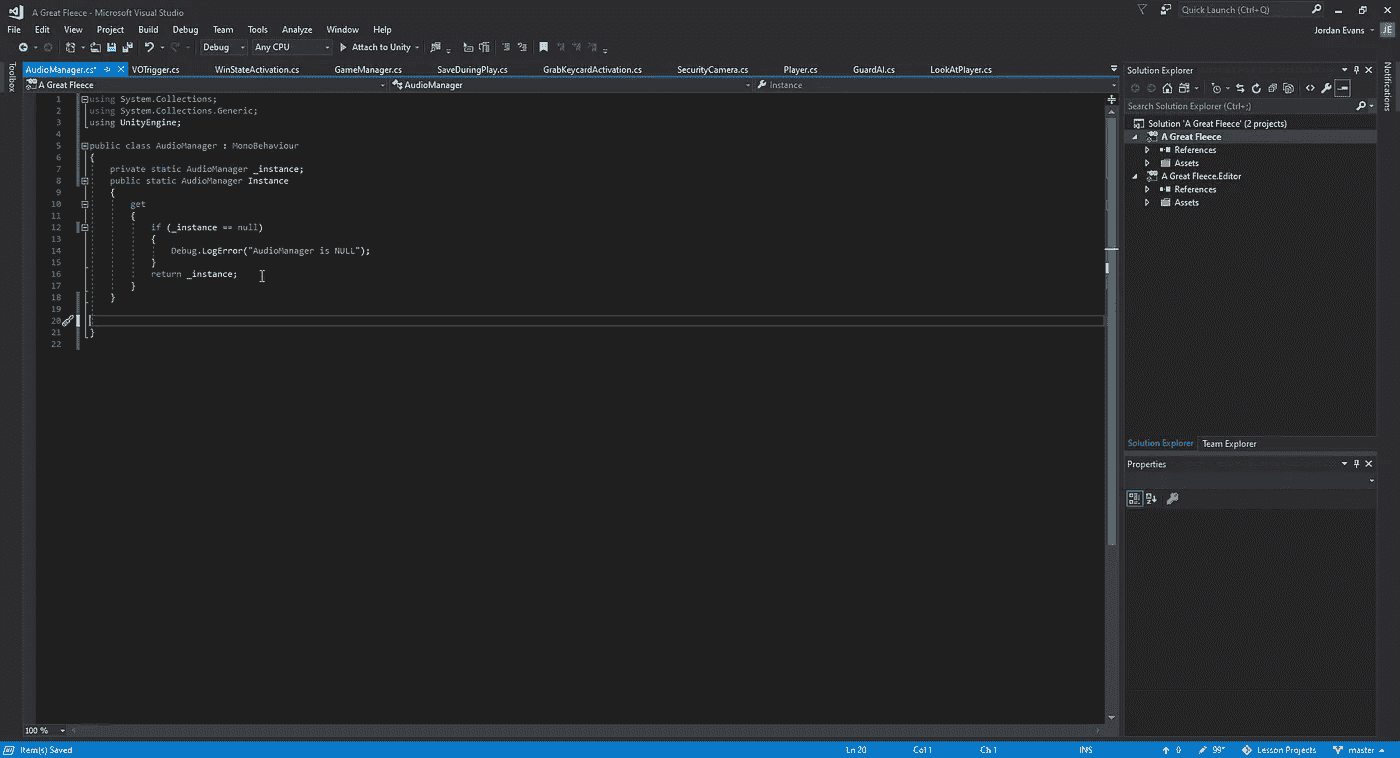 A Great Fleece - Microsoft Visual Studio
Quick Launch (Ctrl+Q)
File Edit View Project Build Debug Team Tools Analyze Window Help
Jordan Evans JE
Debug Any CPU Attach to Unity
Toolbox
AudioManager.cs* VOTrigger.cs WinStateActivation.cs GameManager.cs SaveDuringPlay.cs GrabKeycardActivation.cs SecurityCamera.cs Player.cs GuardAI.cs LookAtPlayer.cs
A Great Fleece AudioManager Instance
1 using System.Collections;
2 using System.Collections.Generic;
3 using UnityEngine;
4
5 public class AudioManager : MonoBehaviour
6 {
7 private static AudioManager _instance;
8 public static AudioManager Instance
9 {
10 get
11 {
12 if (_instance == null)
13 {
14 Debug.LogError("AudioManager is NULL");
15 }
16 return _instance;
17 }
18 }
19
20
21 }
22
100 %
Solution Explorer
Search Solution Explorer (Ctrl+;)
Solution 'A Great Fleece' (2 projects)
A Great Fleece
References
Assets
A Great Fleece.Editor
References
Assets
Solution Explorer Team Explorer
Properties
Notifications
Item(s) Saved Ln 20 Col 1 Ch 1 INS 0 99* Lesson Projects master